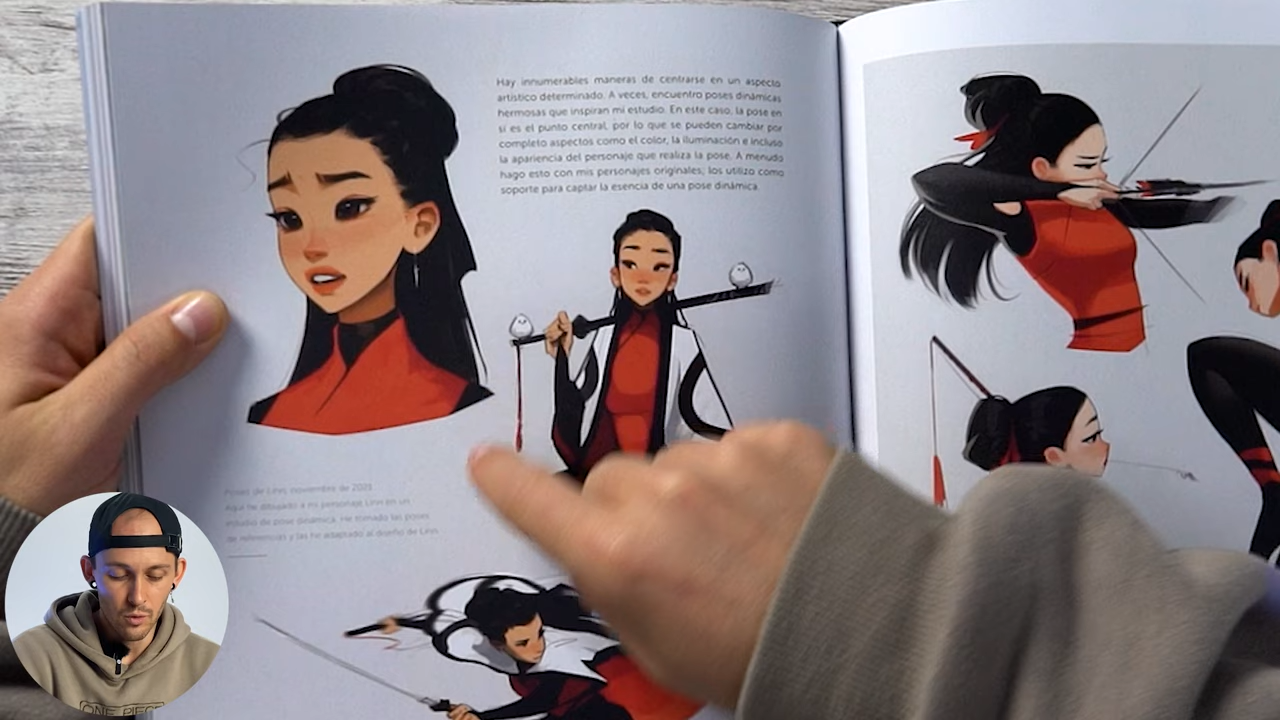 Hay innumerables maneras de centrarse en un aspecto
artístico determinado. A veces, encuentro poses dinámicas
hermosas que inspiran mi estudio. En este caso, la pose en
sí es el punto central, por lo que se pueden cambiar por
completo aspectos como el color, la iluminación e incluso
la apariencia del personaje que realiza la pose. A menudo
hago esto con mis personajes originales; los utilizo como
soporte para captar la esencia de una pose dinámica.
Poses de Linn, noviembre de 2021
Aquí he dibujado a mi personaje Linn en un
estudio de pose dinámica. He tomado las poses
de referencias y las he adaptado al diseño de Linn.
ONE PIECE